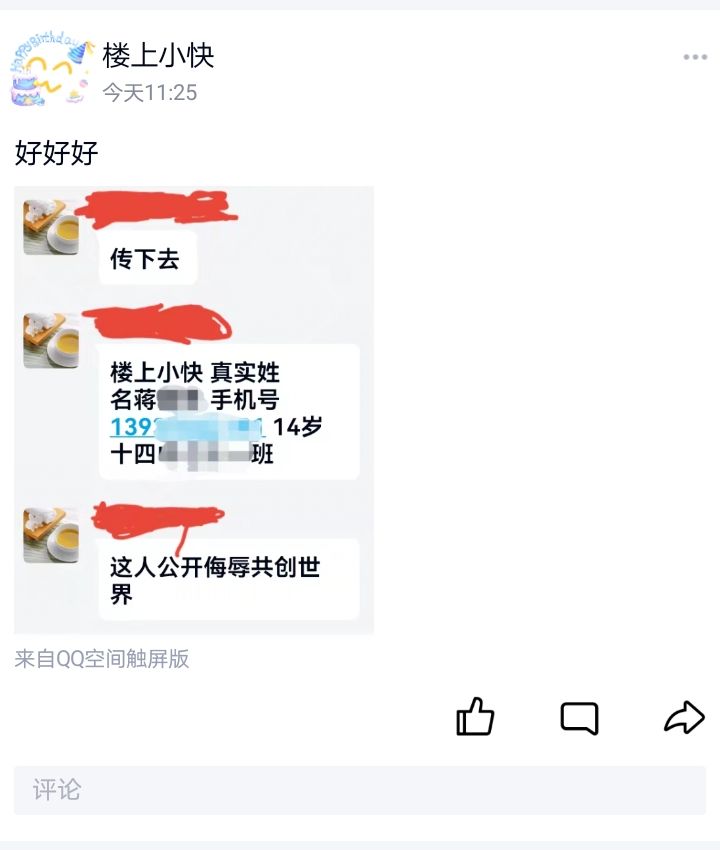 Happy Birthday
楼上小快
今天11:25
好好好
传下去
楼上小快 真实姓
名蒋 手机号
139 14岁
十四 班
这人公开侮辱共创世
界
来自QQ空间触屏版
评论